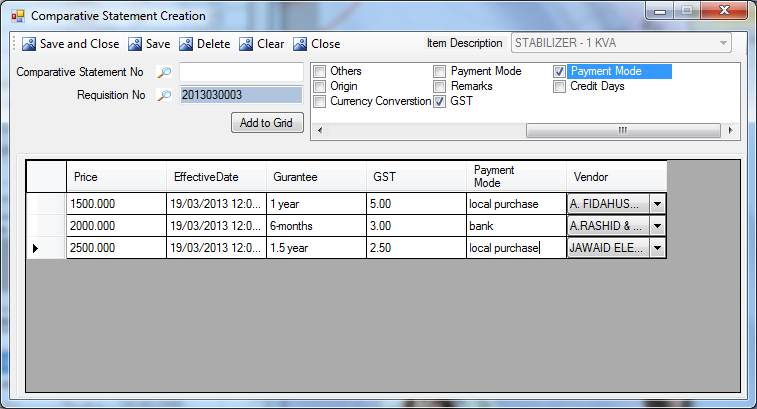 Comparative Statement Creation
Save and Close Save Delete Clear Close Item Description STABILIZER - 1 KVA
Comparative Statement No
Requisition No 2013030003
Others Payment Mode Payment Mode
Origin Remarks Credit Days
Currency Converstion GST
Add to Grid
Price EffectiveDate Gurantee GST Payment Mode Vendor
1500.000 19/03/2013 12:0... 1 year 5.00 local purchase A. FIDAHUS...
2000.000 19/03/2013 12:0... 6-months 3.00 bank A.RASHID & ...
2500.000 19/03/2013 12:0... 1.5 year 2.50 local purchase JAWAID ELE...